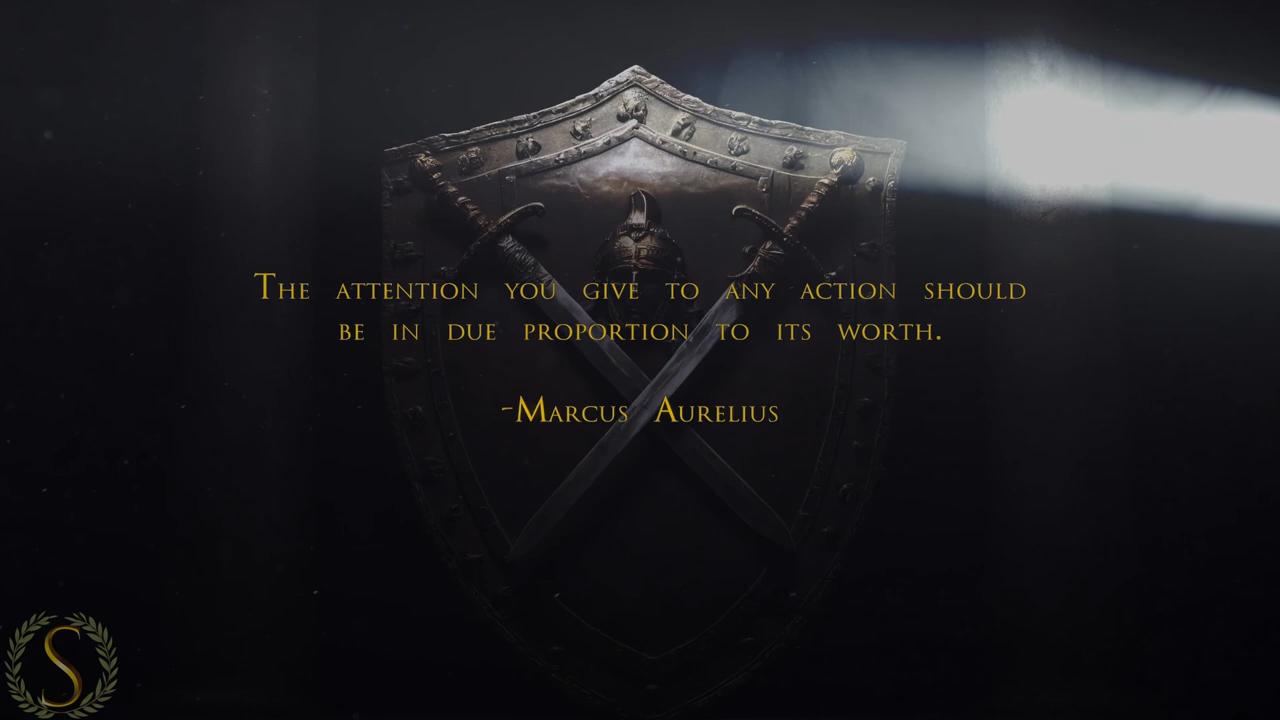 The attention you give to any action should
be in due proportion to its worth.
-Marcus Aurelius
S